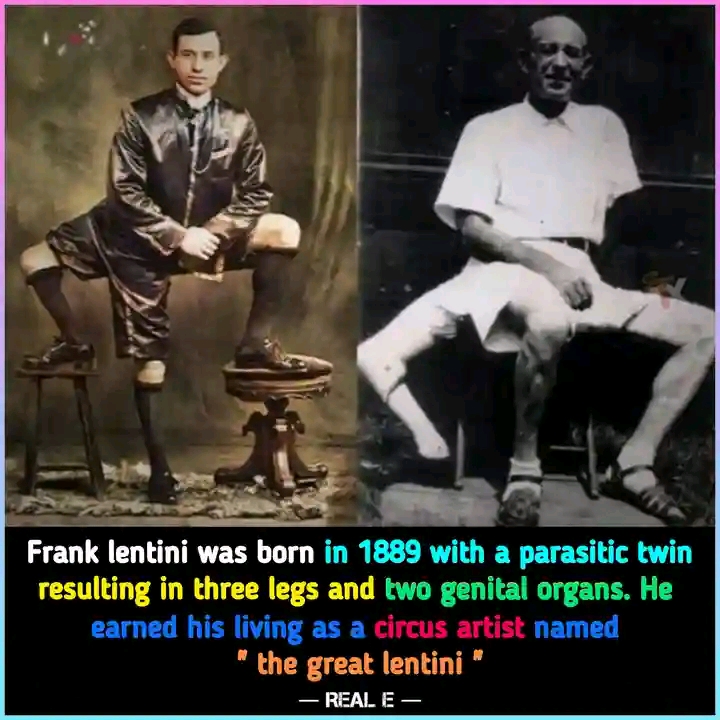 Frank lentini was born in 1889 with a parasitic twin
resulting in three legs and two genital organs. He
earned his living as a circus artist named
" the great lentini "
— REAL E —